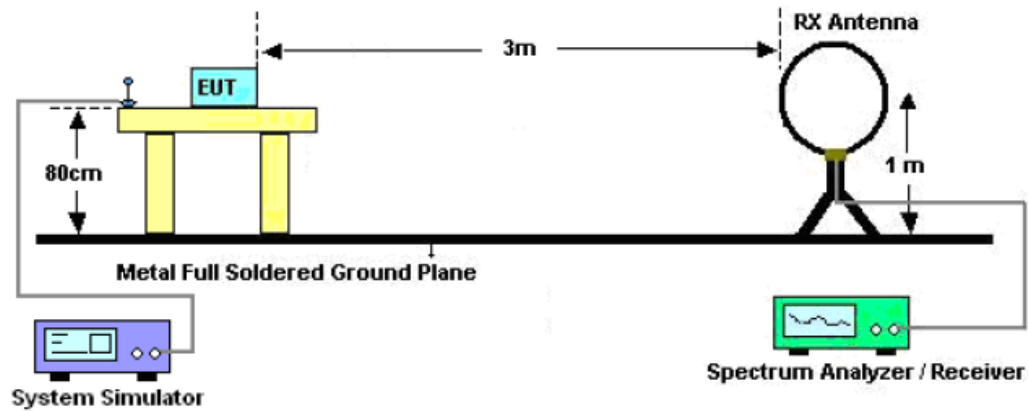 RX Antenna
3m
EUT
80cm
1 m
Metal Full Soldered Ground Plane
System Simulator
Spectrum Analyzer / Receiver